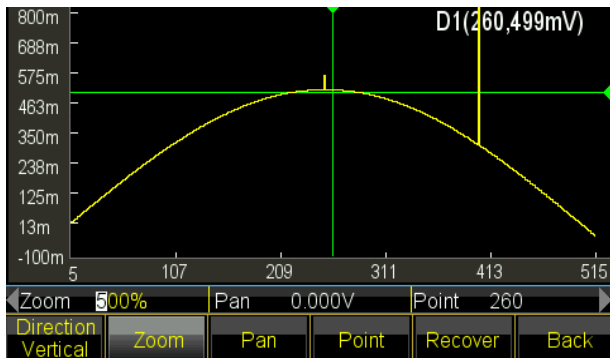 800m
D1(260,499mV)
688m
575m
463m
350m
238m
125m
13m
-100m
5 107 209 311 413 515
Zoom 500% Pan 0.000V Point 260
Direction Vertical Zoom Pan Point Recover Back